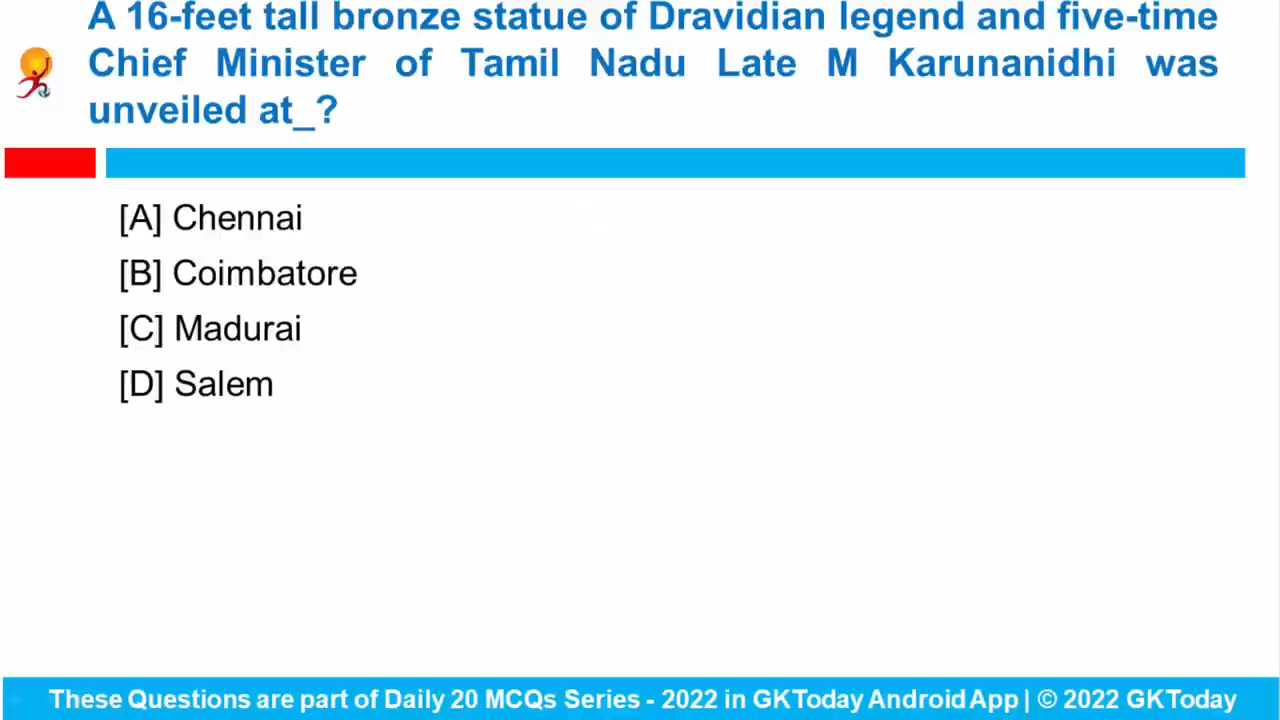 A 16-feet tall bronze statue of Dravidian legend and five-time
Chief Minister of Tamil Nadu Late M Karunanidhi was
unveiled at_?
[A] Chennai
[B] Coimbatore
[C] Madurai
[D] Salem
These Questions are part of Daily 20 MCQs Series - 2022 in GKToday Android App | © 2022 GKToday